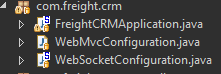 com.freight.crm
FreightCRMApplication.java
WebMvcConfiguration.java
WebSocketConfiguration.java